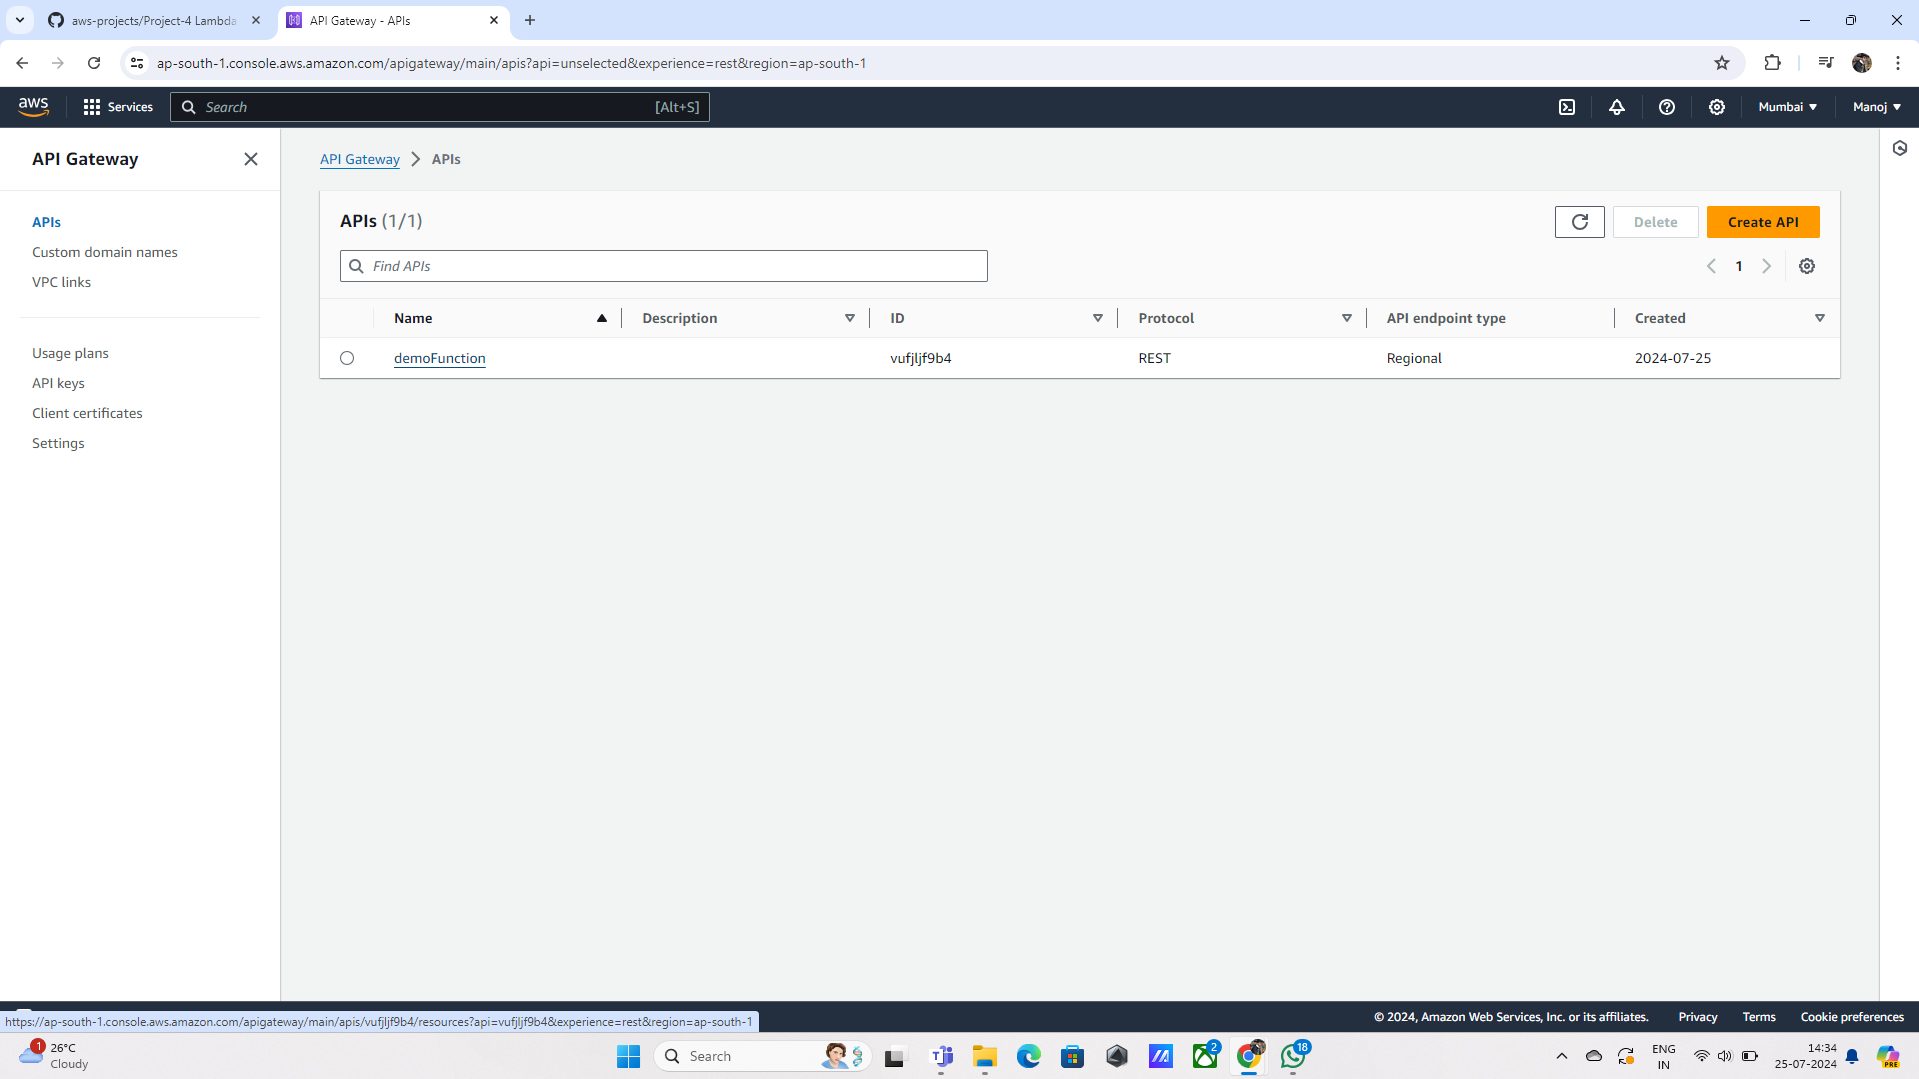 aws-projects/Project-4 Lambda
API Gateway - APIs
ap-south-1.console.aws.amazon.com/apigateway/main/apis?api=unselected&experience=rest&region=ap-south-1
aws
Services
Search
[Alt+S]
Mumbai
Manoj
API Gateway
API Gateway
APIs
APIs
Custom domain names
VPC links
Usage plans
API keys
Client certificates
Settings
APIs (1/1)
Delete
Create API
Find APIs
1
Name
Description
ID
Protocol
API endpoint type
Created
demoFunction
vufjljf9b4
REST
Regional
2024-07-25
https://ap-south-1.console.aws.amazon.com/apigateway/main/apis/vufjljf9b4/resources?api=vufjljf9b4&experience=rest&region=ap-south-1
© 2024, Amazon Web Services, Inc. or its affiliates.
Privacy
Terms
Cookie preferences
1
26°C
Cloudy
Search
2
18
ENG
IN
14:34
25-07-2024
PRE